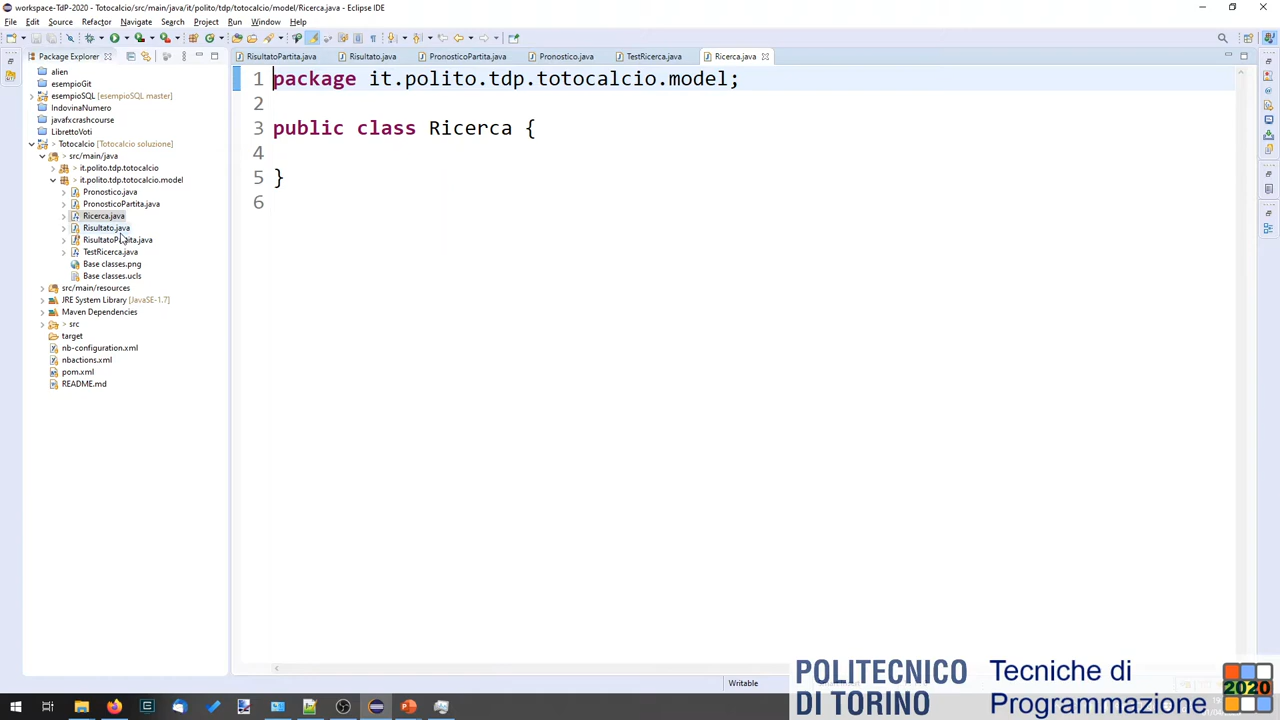 workspace-TdP-2020 - Totocalcio/src/main/java/it/polito/tdp/totocalcio/model/Ricerca.java - Eclipse IDE
File Edit Source Refactor Navigate Search Project Run Window Help
Package Explorer
RisultatoPartita.java Risultato.java PronosticoPartita.java Pronostico.java TestRicerca.java Ricerca.java
alien
esempioGit
esempioSQL [esempioSQL master]
IndovinaNumero
javafxcrashcourse
LibrettoVoti
Totocalcio [Totocalcio soluzione]
src/main/java
> it.polito.tdp.totocalcio
> it.polito.tdp.totocalcio.model
Pronostico.java
PronosticoPartita.java
Ricerca.java
Risultato.java
RisultatoPartita.java
TestRicerca.java
Base classes.png
Base classes.ucls
src/main/resources
JRE System Library [JavaSE-1.7]
Maven Dependencies
> src
target
nb-configuration.xml
nbactions.xml
pom.xml
README.md
1 package it.polito.tdp.totocalcio.model;
2
3 public class Ricerca {
4
5 }
6
Writable
POLITECNICO
DI TORINO
Tecniche di
Programmazione
2020